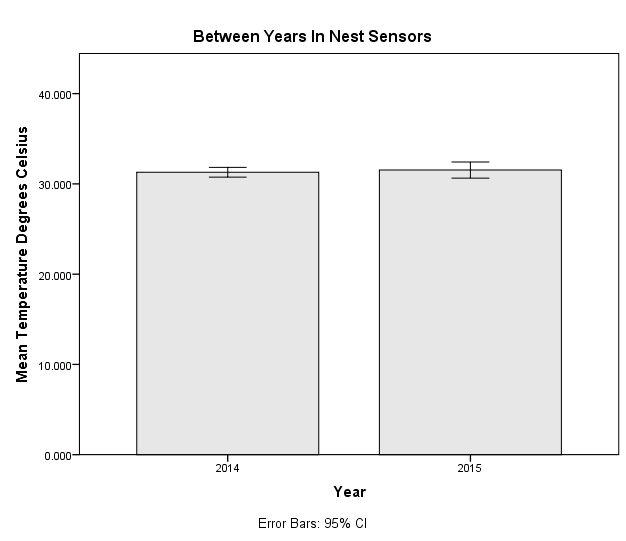 Between Years In Nest Sensors
Mean Temperature Degrees Celsius
40.000
30.000
20.000
10.000
0.000
2014
2015
Year
Error Bars: 95% CI